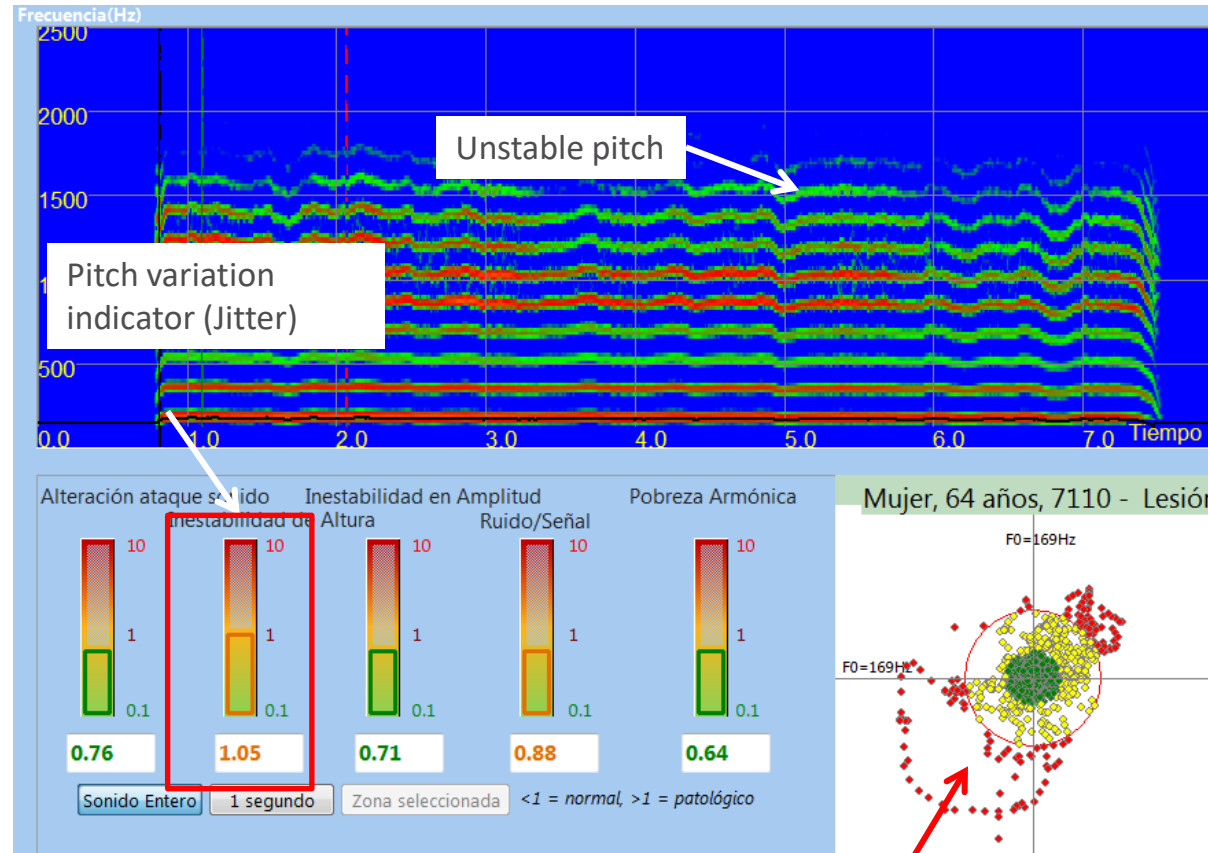 Frecuencia(Hz)
2500
2000
Unstable pitch
1500
Pitch variation
indicator (Jitter)
1
500
0.0 1.0 2.0 3.0 4.0 5.0 6.0 7.0 Tiempo
Alteración ataque sonido Inestabilidad en Amplitud Pobreza Armónica
Inestabilidad de Altura Ruido/Señal
10 10 10 10 10
1 1 1 1 1
0.1 0.1 0.1 0.1 0.1
0.76 1.05 0.71 0.88 0.64
Sonido Entero 1 segundo Zona seleccionada <1 = normal, >1 = patológico
Mujer, 64 años, 7110 - Lesión
F0=169Hz
F0=169Hz